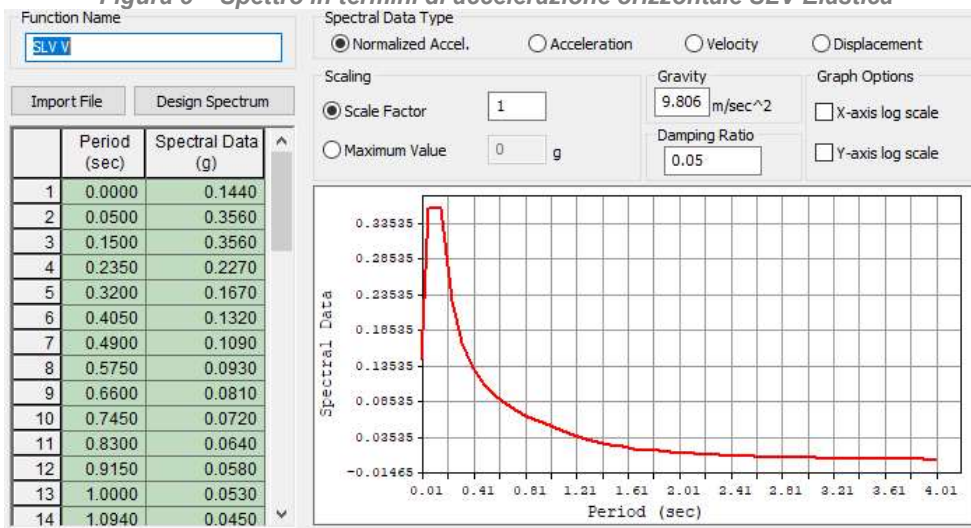 Figura 6 – Spettro in termini di accelerazione orizzontale SLV Elastica
Function Name
SLV V
Import File
Design Spectrum
Period (sec) Spectral Data (g)
1 0.0000 0.1440
2 0.0500 0.3560
3 0.1500 0.3560
4 0.2350 0.2270
5 0.3200 0.1670
6 0.4050 0.1320
7 0.4900 0.1090
8 0.5750 0.0930
9 0.6600 0.0810
10 0.7450 0.0720
11 0.8300 0.0640
12 0.9150 0.0580
13 1.0000 0.0530
14 1.0940 0.0450
Spectral Data Type
Normalized Accel. Acceleration Velocity Displacement
Scaling
Scale Factor 1
Maximum Value 0 g
Gravity
9.806 m/sec^2
Damping Ratio
0.05
Graph Options
X-axis log scale
Y-axis log scale
0.33535
0.28535
0.23535
0.18535
0.13535
0.08535
0.03535
-0.01465
Spectral Data
0.01 0.41 0.81 1.21 1.61 2.01 2.41 2.81 3.21 3.61 4.01
Period (sec)